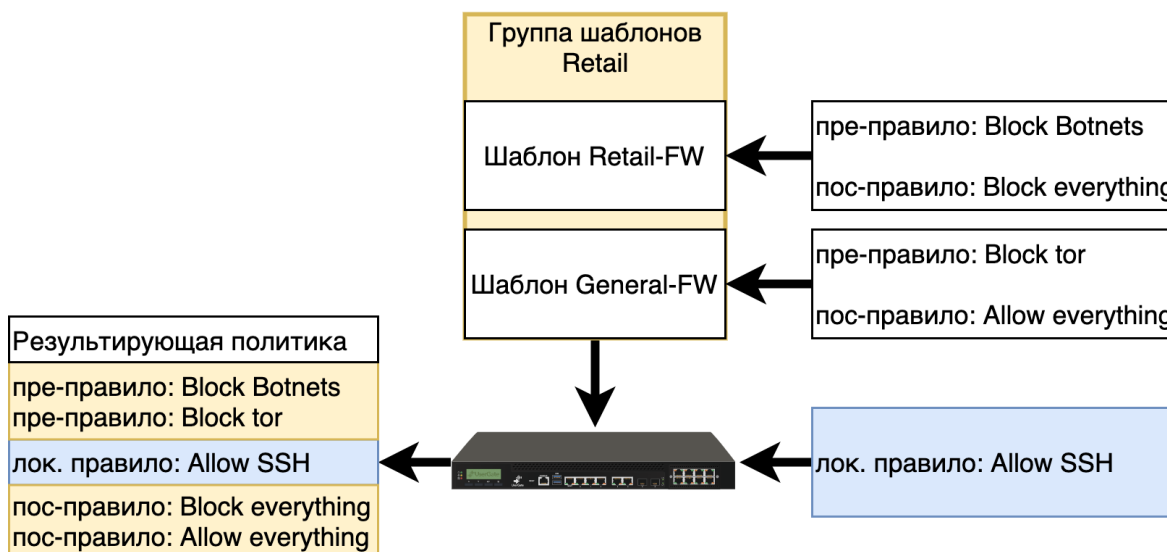 Группа шаблонов
Retail
Шаблон Retail-FW
пре-правило: Block Botnets
пос-правило: Block everything
Шаблон General-FW
пре-правило: Block tor
пос-правило: Allow everything
Результирующая политика
пре-правило: Block Botnets
пре-правило: Block tor
лок. правило: Allow SSH
пос-правило: Block everything
пос-правило: Allow everything
лок. правило: Allow SSH